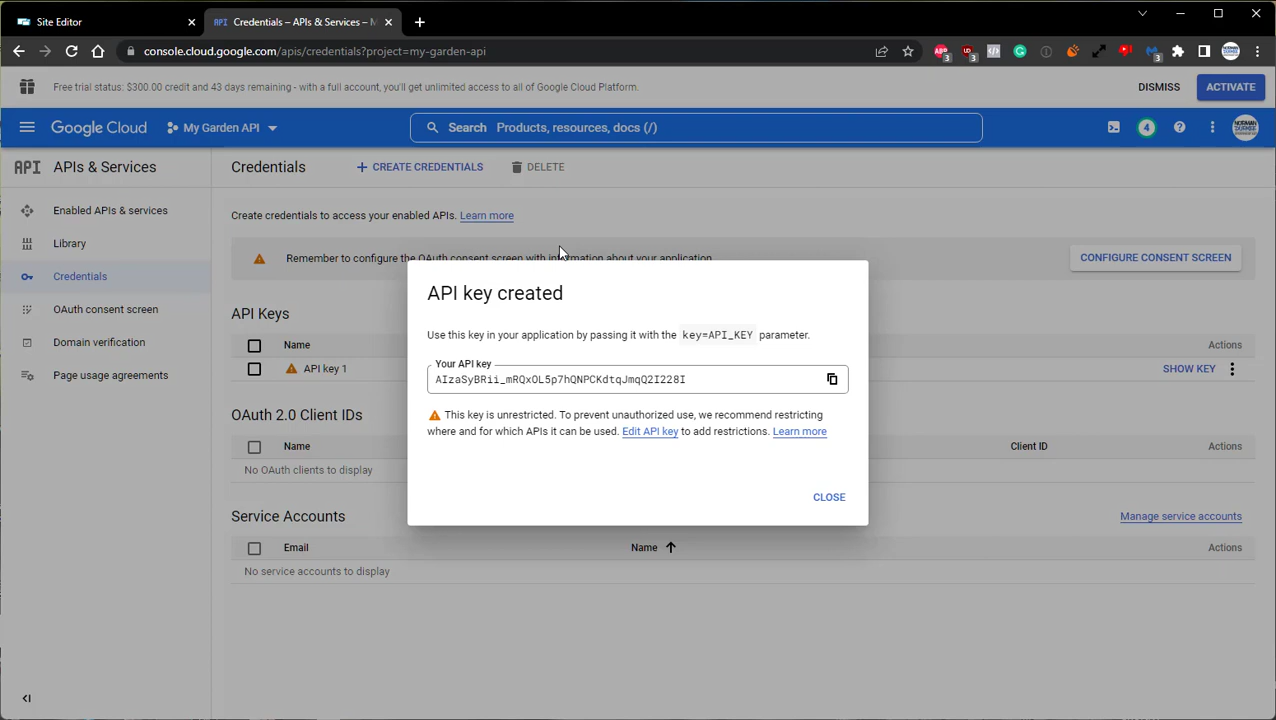 Site Editor
API Credentials – APIs & Services – M
console.cloud.google.com/apis/credentials?project=my-garden-api
ABP 3 UD 3 3
Free trial status: $300.00 credit and 43 days remaining - with a full account, you'll get unlimited access to all of Google Cloud Platform.
DISMISS
ACTIVATE
Google Cloud
My Garden API
Search Products, resources, docs (/)
4
API APIs & Services
Credentials
CREATE CREDENTIALS
DELETE
Enabled APIs & services
Library
Credentials
OAuth consent screen
Domain verification
Page usage agreements
Create credentials to access your enabled APIs. Learn more
Remember to configure the OAuth consent screen with information about your application.
CONFIGURE CONSENT SCREEN
API Keys
Name
Actions
API key 1
SHOW KEY
OAuth 2.0 Client IDs
Name
Client ID
Actions
No OAuth clients to display
Service Accounts
Manage service accounts
Email
Name
Actions
No service accounts to display
API key created
Use this key in your application by passing it with the key=API_KEY parameter.
Your API key
AIzaSyBRii_mRQxOL5p7hQNPCKdtqJmqQ2I228I
This key is unrestricted. To prevent unauthorized use, we recommend restricting
where and for which APIs it can be used. Edit API key to add restrictions. Learn more
CLOSE